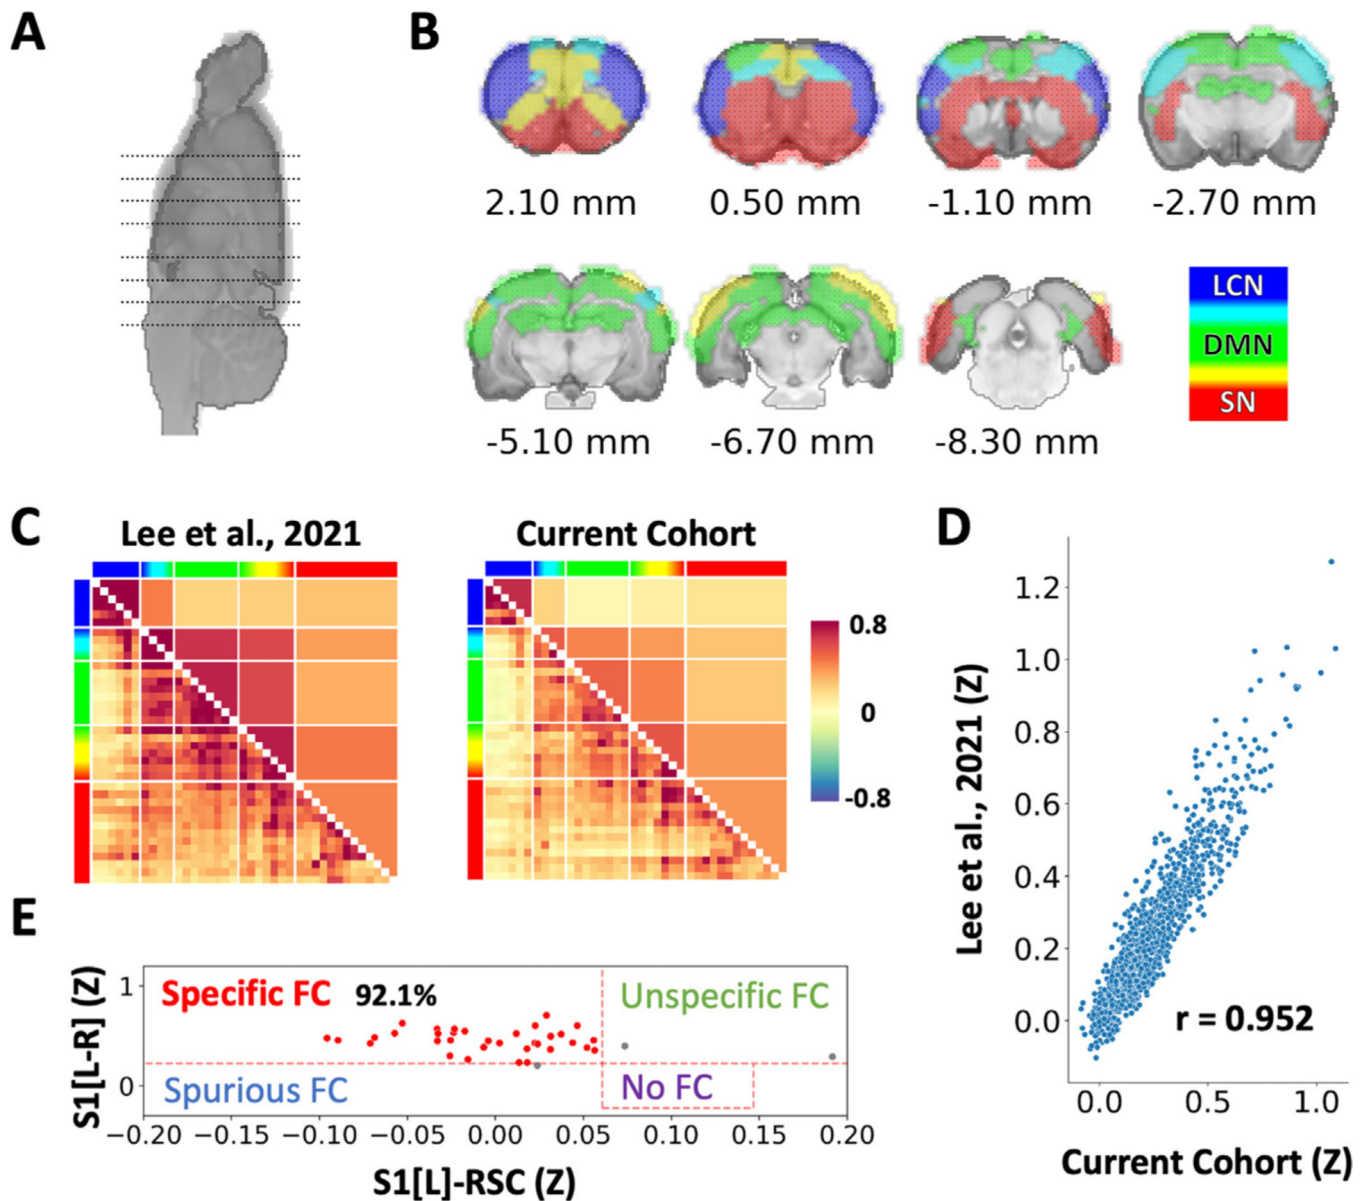 A
B
2.10 mm
0.50 mm
-1.10 mm
-2.70 mm
-5.10 mm
-6.70 mm
-8.30 mm
LCN
DMN
SN
C
Lee et al., 2021
Current Cohort
0.8
0
-0.8
D
1.2
1.0
0.8
0.6
0.4
0.2
0.0
Lee et al., 2021 (Z)
r = 0.952
0.0 0.5 1.0
Current Cohort (Z)
E
S1[L-R] (Z)
1
0
Specific FC 92.1%
Unspecific FC
Spurious FC
No FC
−0.20 −0.15 −0.10 −0.05 0.00 0.05 0.10 0.15 0.20
S1[L]-RSC (Z)